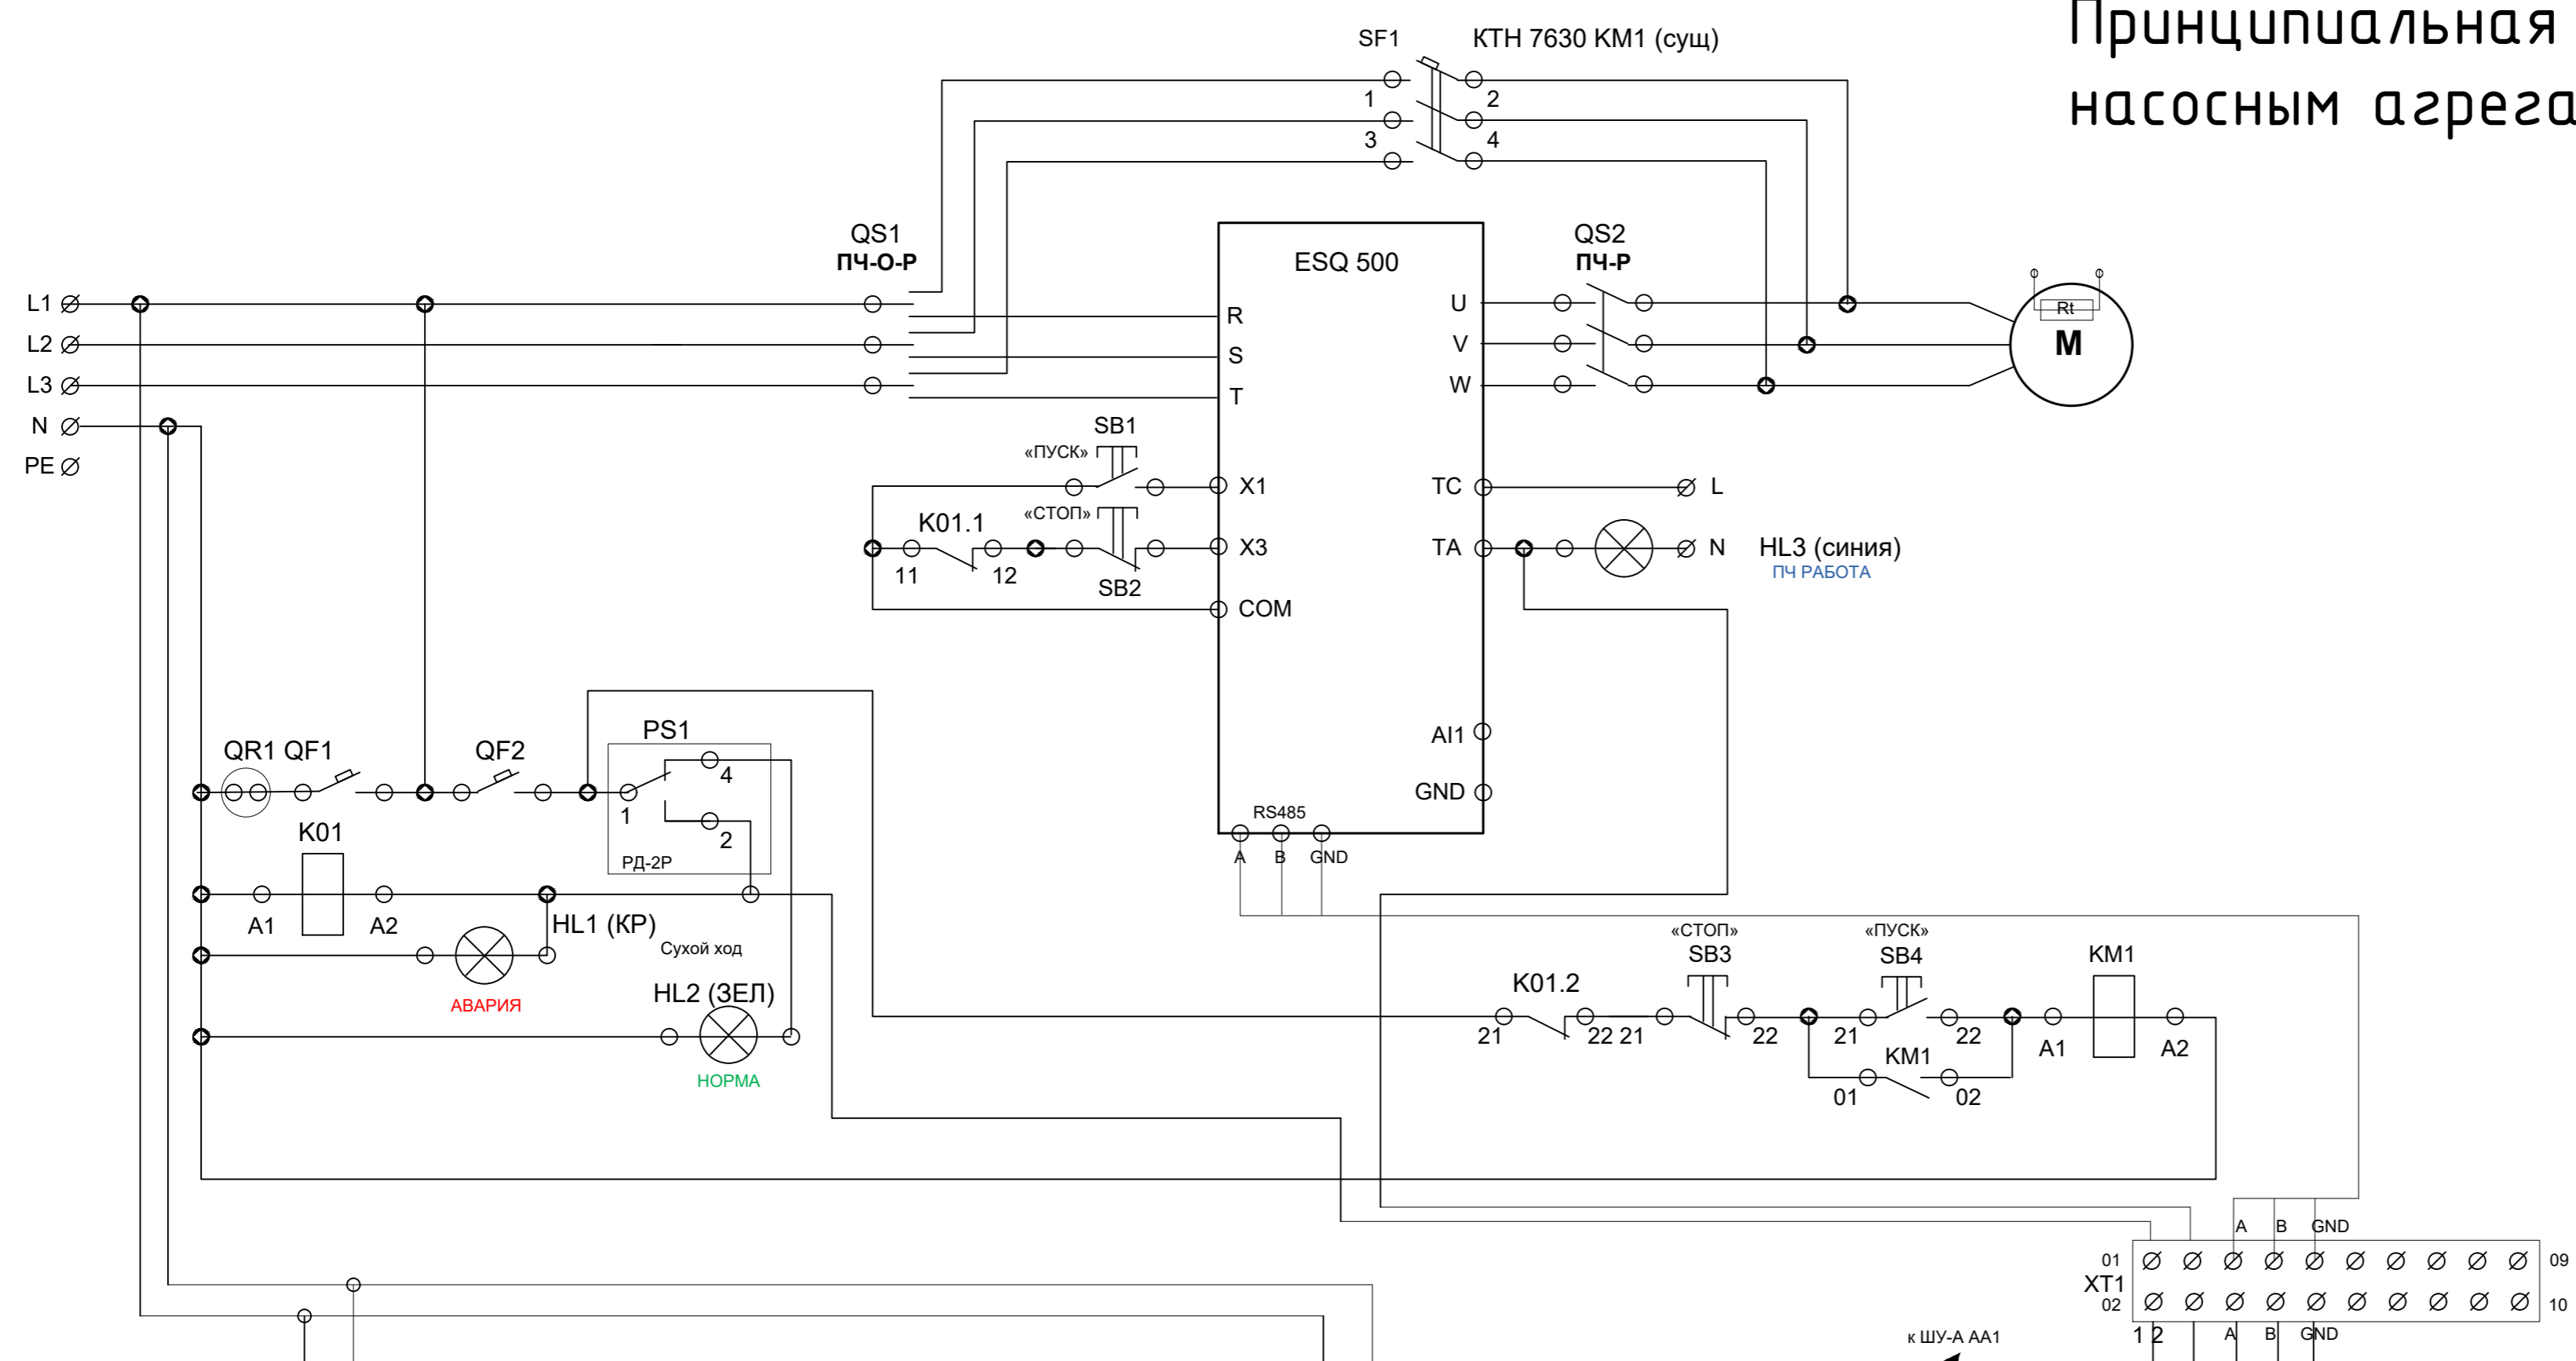 Принципиальная
насосным агрега
SF1 КТН 7630 КМ1 (сущ)
1 2
3 4
QS1
ПЧ-О-Р
ESQ 500
QS2
ПЧ-Р
L1
L2
L3
N
PE
R
S
T
U
V
W
Rt
M
SB1
«ПУСК»
X1
TC
L
K01.1
«СТОП»
11
12
SB2
X3
TA
N
HL3 (синия)
ПЧ РАБОТА
COM
QR1 QF1
QF2
PS1
4
1
2
РД-2Р
AI1
GND
RS485
A B GND
K01
A1
A2
HL1 (КР)
Сухой ход
АВАРИЯ
HL2 (ЗЕЛ)
НОРМА
«СТОП»
SB3
«ПУСК»
SB4
KM1
K01.2
21
22 21
22
21
22
A1
A2
KM1
01
02
A B GND
01
09
XT1
02
10
1 2
A B GND
к ШУ-А АА1